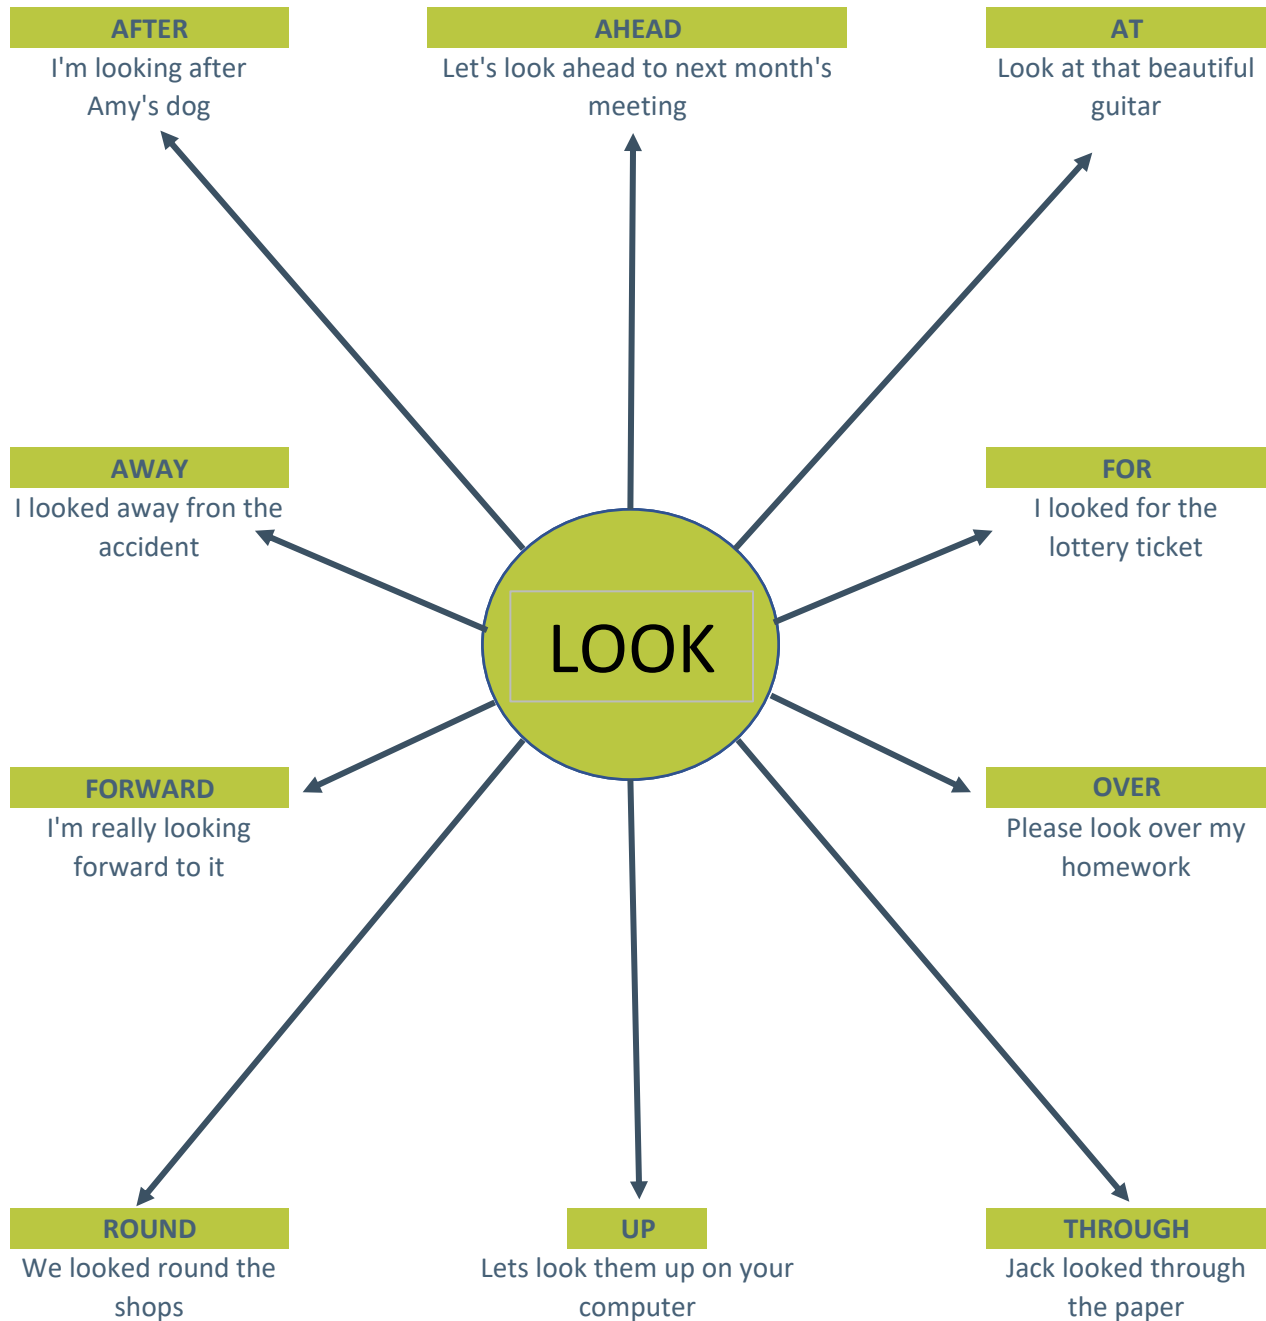 AFTER
I'm looking after
Amy's dog
AHEAD
Let's look ahead to next month's
meeting
AT
Look at that beautiful
guitar
AWAY
I looked away fron the
accident
FOR
I looked for the
lottery ticket
LOOK
FORWARD
I'm really looking
forward to it
OVER
Please look over my
homework
ROUND
We looked round the
shops
UP
Lets look them up on your
computer
THROUGH
Jack looked through
the paper